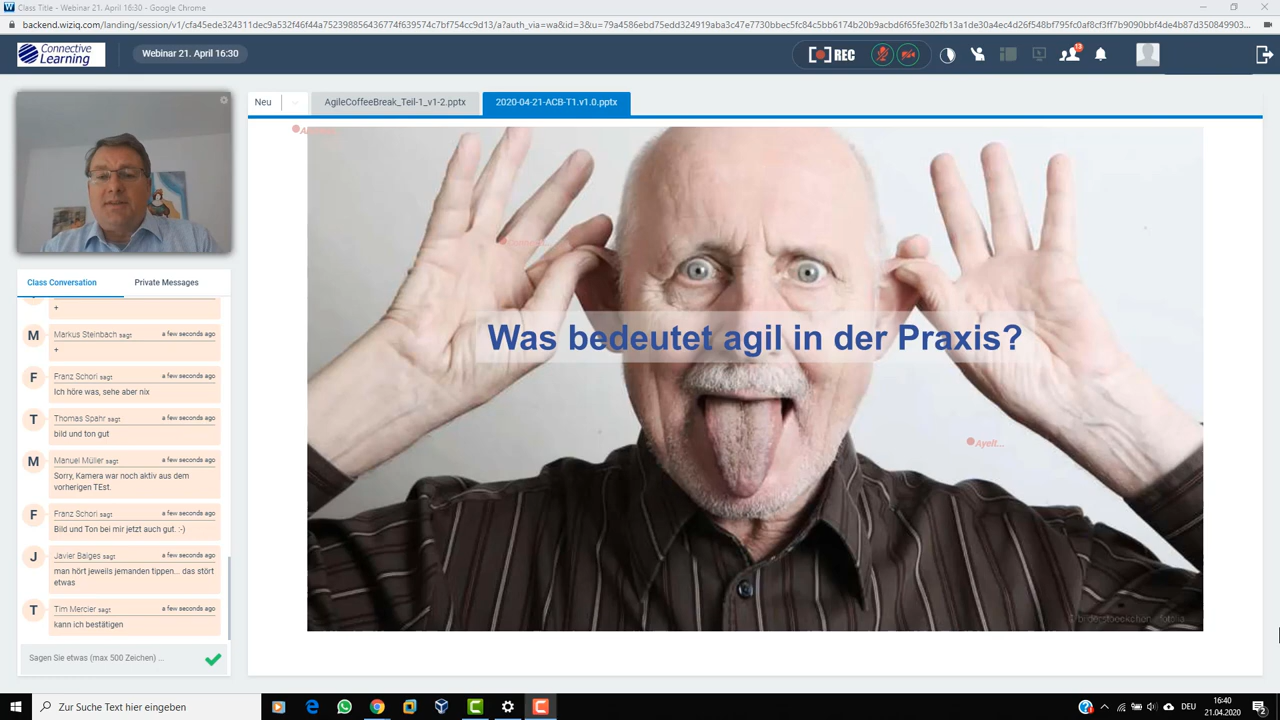 Class Title - Webinar 21. April 16:30 - Google Chrome
Connective
Learning
Webinar 21. April 16:30
REC
13
Neu
AgileCoffeeBreak_Teil-1_v1-2.pptx
2020-04-21-ACB-T1.v1.0.pptx
Class Conversation
Private Messages
+
M
Markus Steinbach sagt
a few seconds ago
+
F
Franz Schori sagt
a few seconds ago
Ich höre was, sehe aber nix
T
Thomas Spahr sagt
a few seconds ago
bild und ton gut
M
Manuel Müller sagt
a few seconds ago
Sorry, Kamera war noch aktiv aus dem
vorherigen TEst.
F
Franz Schori sagt
a few seconds ago
Bild und Ton bei mir jetzt auch gut. :-)
J
Javier Balges sagt
a few seconds ago
man hört jeweils jemanden tippen... das stört
etwas
T
Tim Mercier sagt
a few seconds ago
kann ich bestätigen
Sagen Sie etwas (max 500 Zeichen) ...
Was bedeutet agil in der Praxis?
Ayelt...
© bilderstoeckchen - fotolia
Zur Suche Text hier eingeben
DEU
16:40
21.04.2020
2